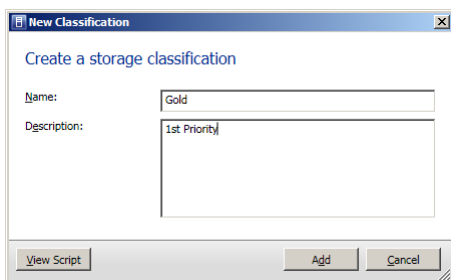 New Classification
Create a storage classification
Name:
Gold
Description:
1st Priority
View Script
Add
Cancel